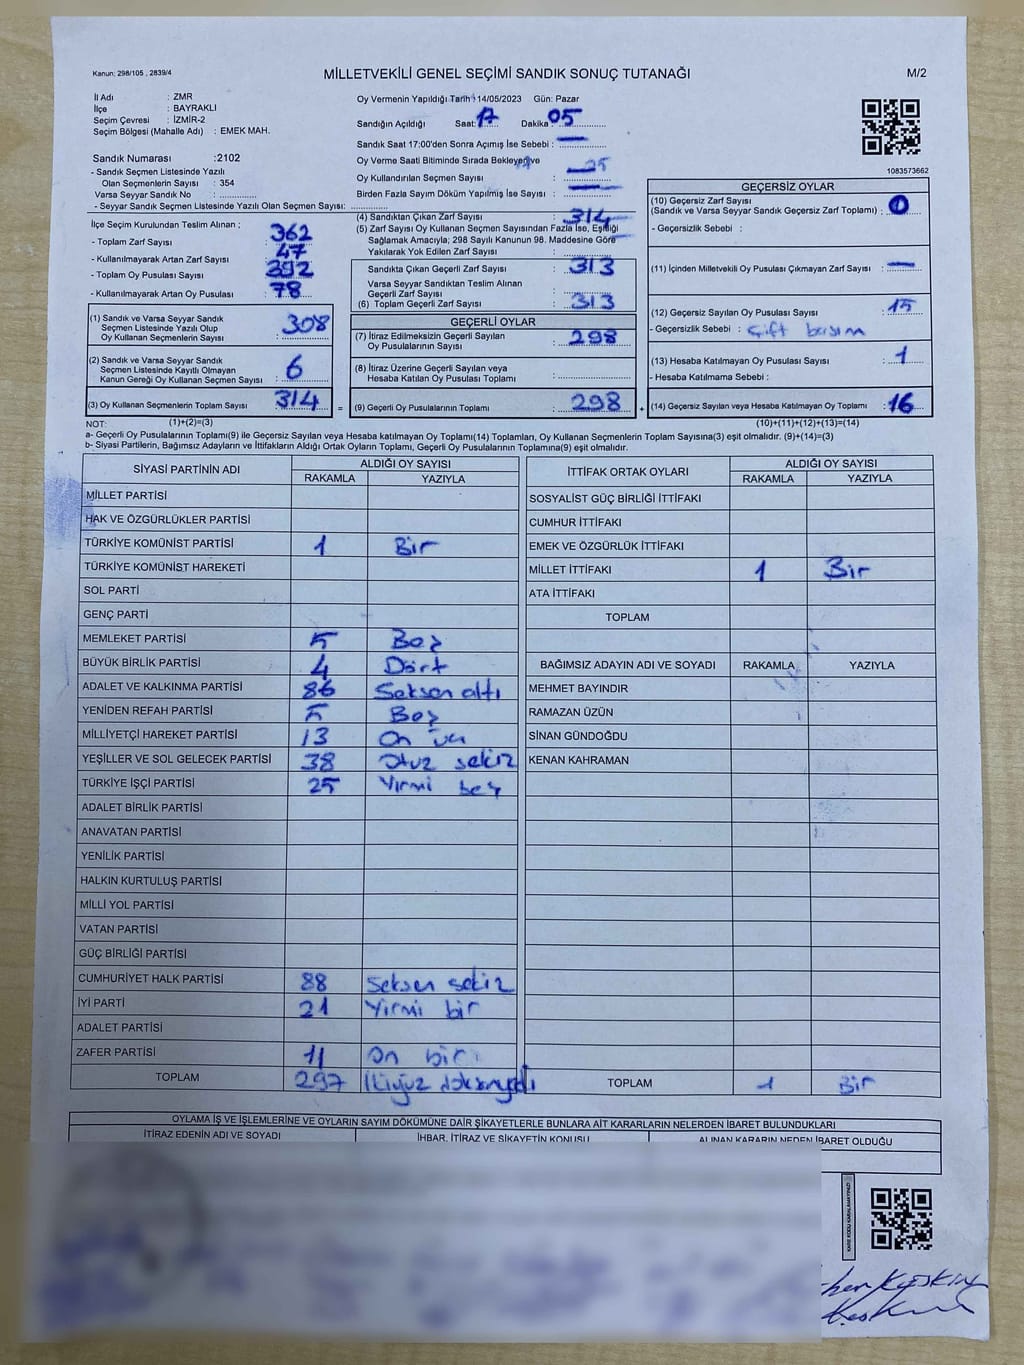 Kanun: 298/105 , 2839/4
MİLLETVEKİLİ GENEL SEÇİMİ SANDIK SONUÇ TUTANAĞI
M/2
İl Adı : ZMR
İlçe : BAYRAKLI
Seçim Çevresi : İZMİR-2
Seçim Bölgesi (Mahalle Adı) : EMEK MAH.
Sandık Numarası :2102
- Sandık Seçmen Listesinde Yazılı
Olan Seçmenlerin Sayısı : 354
Varsa Seyyar Sandık No : ................
- Seyyar Sandık Seçmen Listesinde Yazılı Olan Seçmen Sayısı: ................
Oy Vermenin Yapıldığı Tarih :14/05/2023 Gün: Pazar
Sandığın Açıldığı Saat: 17 Dakika 05
Sandık Saat 17:00'den Sonra Açımış İse Sebebi : —
Oy Verme Saati Bitiminde Sırada Bekleyen ve
Oy Kullandırılan Seçmen Sayısı :
Birden Fazla Sayım Döküm Yapılmış İse Sayısı : —
1083573662
İlçe Seçim Kurulundan Teslim Alınan ;
- Toplam Zarf Sayısı : 362
- Kullanılmayarak Artan Zarf Sayısı : 47
- Toplam Oy Pusulası Sayısı : 392
- Kullanılmayarak Artan Oy Pusulası : 78
(1) Sandık ve Varsa Seyyar Sandık
Seçmen Listesinde Yazılı Olup
Oy Kullanan Seçmenlerin Sayısı : 308
(2) Sandık ve Varsa Seyyar Sandık
Seçmen Listesinde Kayıtlı Olmayan
Kanun Gereği Oy Kullanan Seçmen Sayısı : 6
(3) Oy Kullanan Seçmenlerin Toplam Sayısı : 314 =
(4) Sandıktan Çıkan Zarf Sayısı : 314
(5) Zarf Sayısı Oy Kullanan Seçmen Sayısından Fazla İse, Eşitliği
Sağlamak Amacıyla; 298 Sayılı Kanunun 98. Maddesine Göre
Yakılarak Yok Edilen Zarf Sayısı : ................
Sandıkta Çıkan Geçerli Zarf Sayısı : 313
Varsa Seyyar Sandıktan Teslim Alınan
Geçerli Zarf Sayısı : ................
(6) Toplam Geçerli Zarf Sayısı : 313
GEÇERLİ OYLAR
(7) İtiraz Edilmeksizin Geçerli Sayılan
Oy Pusulalarının Sayısı : 298
(8) İtiraz Üzerine Geçerli Sayılan veya
Hesaba Katılan Oy Pusulası Toplamı : ................
(9) Geçerli Oy Pusulalarının Toplamı : 298 +
GEÇERSİZ OYLAR
(10) Geçersiz Zarf Sayısı
(Sandık ve Varsa Seyyar Sandık Geçersiz Zarf Toplamı) : 0
- Geçersizlik Sebebi :
(11) İçinden Milletvekili Oy Pusulası Çıkmayan Zarf Sayısı : —
(12) Geçersiz Sayılan Oy Pusulası Sayısı : 15
- Geçersizlik Sebebi : Çift basım
(13) Hesaba Katılmayan Oy Pusulası Sayısı : 1
- Hesaba Katılmama Sebebi :
(14) Geçersiz Sayılan veya Hesaba Katılmayan Oy Toplamı : 16
NOT: (1)+(2)=(3) (10)+(11)+(12)+(13)=(14)
a- Geçerli Oy Pusulalarının Toplamı(9) ile Geçersiz Sayılan veya Hesaba katılmayan Oy Toplamı(14) Toplamları, Oy Kullanan Seçmenlerin Toplam Sayısına(3) eşit olmalıdır. (9)+(14)=(3)
b- Siyasi Partilerin, Bağımsız Adayların ve İttifakların Aldığı Oy Toplamı, Geçerli Oy Pusulalarının Toplamına(9) eşit olmalıdır.
SİYASİ PARTİNİN ADI ALDIĞI OY SAYISI
RAKAMLA YAZIYLA
MİLLET PARTİSİ
HAK VE ÖZGÜRLÜKLER PARTİSİ
TÜRKİYE KOMÜNİST PARTİSİ 1 Bir
TÜRKİYE KOMÜNİST HAREKETİ
SOL PARTİ
GENÇ PARTİ
MEMLEKET PARTİSİ 5 Beş
BÜYÜK BİRLİK PARTİSİ 4 Dört
ADALET VE KALKINMA PARTİSİ 86 Seksen altı
YENİDEN REFAH PARTİSİ 5 Beş
MİLLİYETÇİ HAREKET PARTİSİ 13 On üç
YEŞİLLER VE SOL GELECEK PARTİSİ 38 Otuz sekiz
TÜRKİYE İŞÇİ PARTİSİ 25 Yirmi beş
ADALET BİRLİK PARTİSİ
ANAVATAN PARTİSİ
YENİLİK PARTİSİ
HALKIN KURTULUŞ PARTİSİ
MİLLİ YOL PARTİSİ
VATAN PARTİSİ
GÜÇ BİRLİĞİ PARTİSİ
CUMHURİYET HALK PARTİSİ 88 Seksen sekiz
İYİ PARTİ 21 Yirmi bir
ADALET PARTİSİ
ZAFER PARTİSİ 11 On bir
TOPLAM 297 İkiyüz doksanyedi
İTTİFAK ORTAK OYLARI ALDIĞI OY SAYISI
RAKAMLA YAZIYLA
SOSYALİST GÜÇ BİRLİĞİ İTTİFAKI
CUMHUR İTTİFAKI
EMEK VE ÖZGÜRLÜK İTTİFAKI
MİLLET İTTİFAKI 1 Bir
ATA İTTİFAKI
TOPLAM
BAĞIMSIZ ADAYIN ADI VE SOYADI RAKAMLA YAZIYLA
MEHMET BAYINDIR
RAMAZAN ÜZÜN
SİNAN GÜNDOĞDU
KENAN KAHRAMAN
TOPLAM 1 Bir
OYLAMA İŞ VE İŞLEMLERİNE VE OYLARIN SAYIM DÖKÜMÜNE DAİR ŞİKAYETLERLE BUNLARA AİT KARARLARIN NELERDEN İBARET BULUNDUKLARI
İTİRAZ EDENİN ADI VE SOYADI İHBAR, İTİRAZ VE ŞİKAYETİN KONUSU ALINAN KARARIN NEDEN İBARET OLDUĞU
KARE KODU KARALAMAYINIZ!